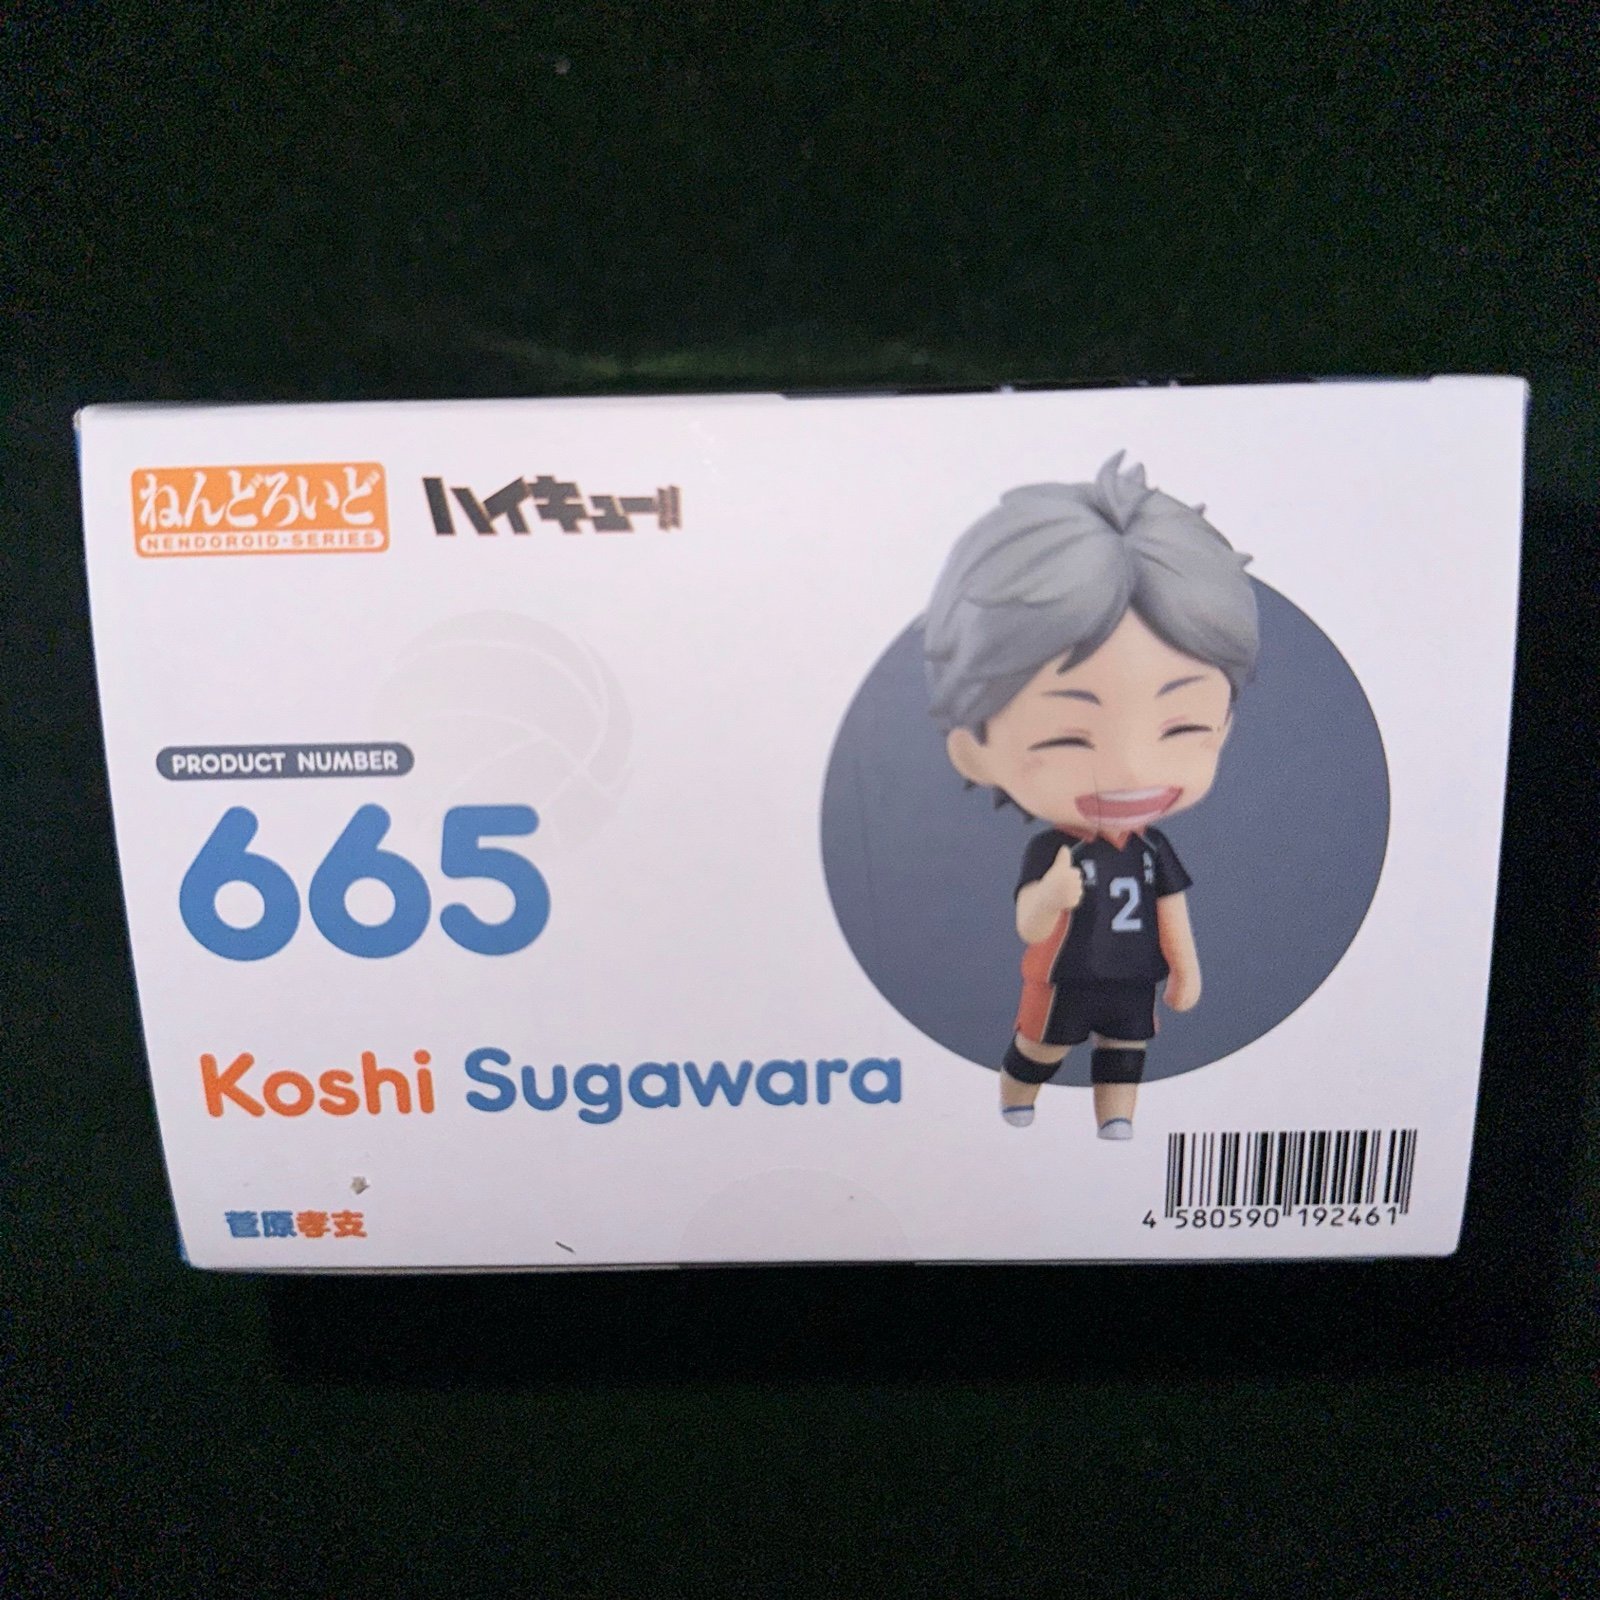 ねんどろいど
NENDOROID·SERIES
ハイキュー!!
PRODUCT NUMBER
665
Koshi Sugawara
菅原孝支
2
4 580590 192461